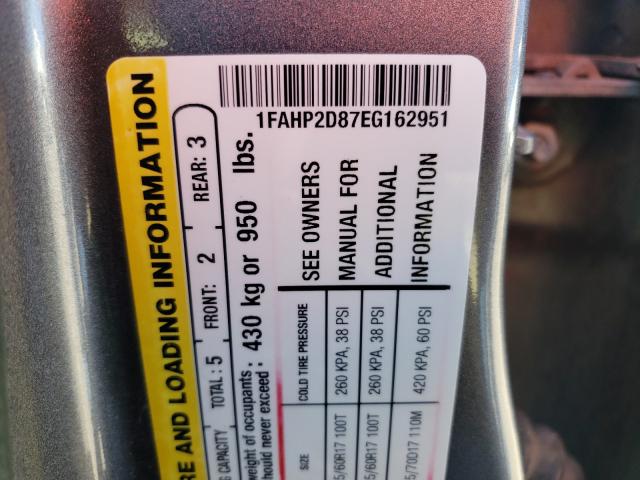 1FAHP2D87EG162951
RE AND LOADING INFORMATION
CAPACITY TOTAL : 5 FRONT: 2 REAR: 3
weight of occupants :
should never exceed : 430 kg or 950 lbs.
SIZE COLD TIRE PRESSURE SEE OWNERS
5/60R17 100T 260 KPA, 38 PSI MANUAL FOR
5/60R17 100T 260 KPA, 38 PSI ADDITIONAL
5/70D17 110M 420 KPA, 60 PSI INFORMATION